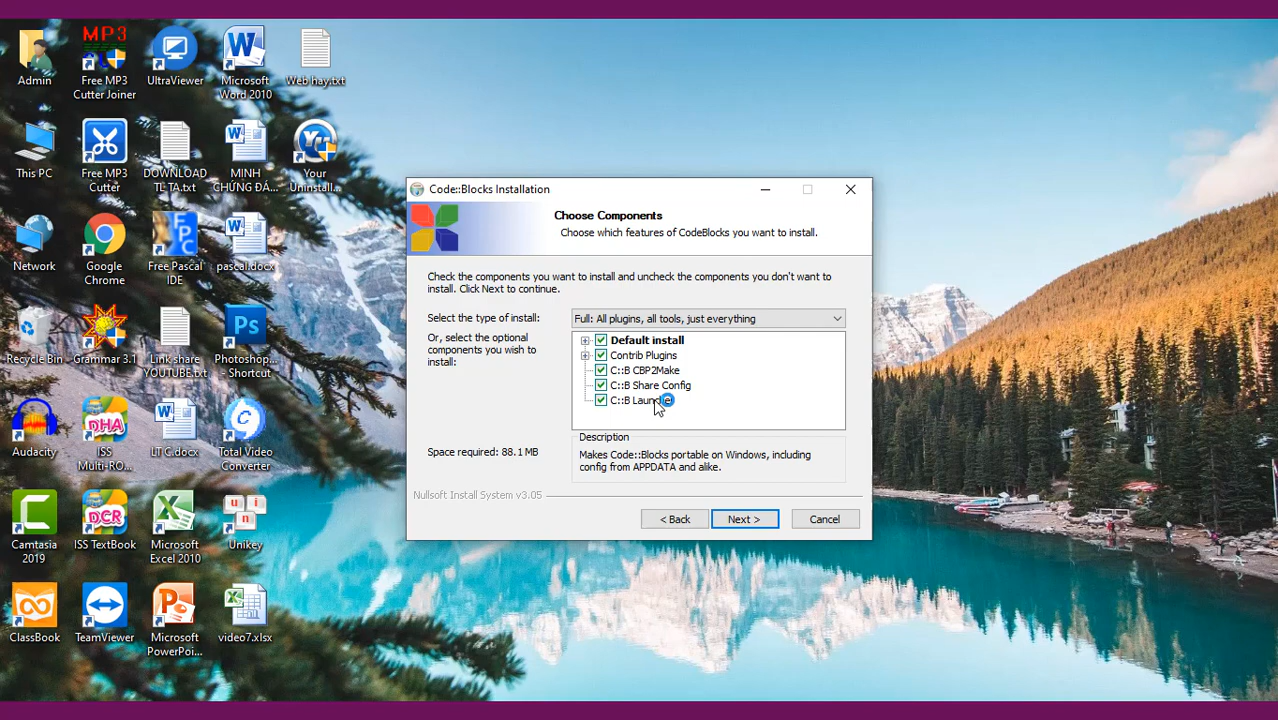 Admin
MP3
Free MP3
Cutter Joiner
UltraViewer
Microsoft
Word 2010
Web hay.txt
This PC
Free MP3
Cutter
DOWNLOAD
TL TA.txt
MINH
CHỨNG ĐÁ...
Your
Uninstall...
Network
Google
Chrome
FPC
Free Pascal
IDE
pascal.docx
Recycle Bin
Grammar 3.1
Link share
YOUTUBE.txt
Photoshop...
- Shortcut
Audacity
DHA
ISS
Multi-RO...
LT C.docx
Total Video
Converter
Camtasia
2019
DCR
ISS TextBook
Microsoft
Excel 2010
Unikey
ClassBook
TeamViewer
Microsoft
PowerPoi...
video7.xlsx
Code::Blocks Installation
Choose Components
Choose which features of CodeBlocks you want to install.
Check the components you want to install and uncheck the components you don't want to
install. Click Next to continue.
Select the type of install:
Full: All plugins, all tools, just everything
Or, select the optional
components you wish to
install:
Default install
Contrib Plugins
C::B CBP2Make
C::B Share Config
C::B Launcher
Space required: 88.1 MB
Description
Makes Code::Blocks portable on Windows, including
config from APPDATA and alike.
Nullsoft Install System v3.05
< Back
Next >
Cancel